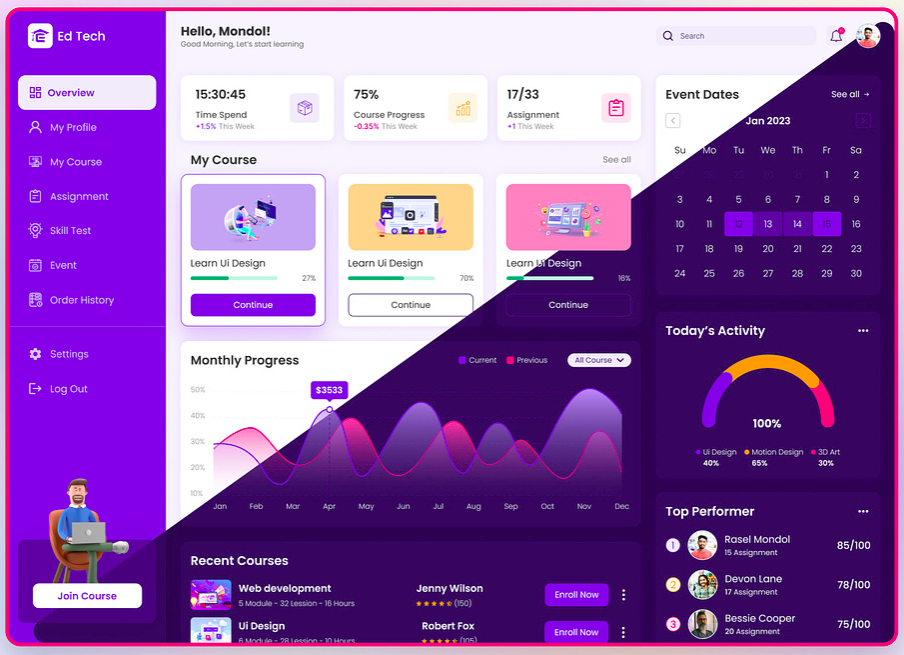 Ed Tech
Overview
My Profile
My Course
Assignment
Skill Test
Event
Order History
Settings
Log Out
Join Course
Hello, Mondol!
Good Morning, Let's start learning
Search
15:30:45
Time Spend
+1.5% This Week
75%
Course Progress
-0.35% This Week
17/33
Assignment
+1 This Week
My Course
See all
Learn Ui Design
27%
Continue
Learn Ui Design
70%
Continue
Learn Ui Design
16%
Continue
Monthly Progress
Current Previous
All Course
50%
40%
30%
20%
10%
$3533
Jan Feb Mar Apr May Jun Jul Aug Sep Oct Nov Dec
Recent Courses
Web development
5 Module - 32 Lession - 16 Hours
Jenny Wilson
(150)
Enroll Now
Ui Design
6 Module - 28 Lession - 10 Hours
Robert Fox
(105)
Enroll Now
Event Dates
See all →
Jan 2023
Su Mo Tu We Th Fr Sa
1 2
3 4 5 6 7 8 9
10 11 12 13 14 15 16
17 18 19 20 21 22 23
24 25 26 27 28 29 30
Today's Activity
100%
Ui Design Motion Design 3D Art
40% 65% 30%
Top Performer
1
Rasel Mondol
15 Assignment
85/100
2
Devon Lane
17 Assignment
78/100
3
Bessie Cooper
20 Assignment
75/100